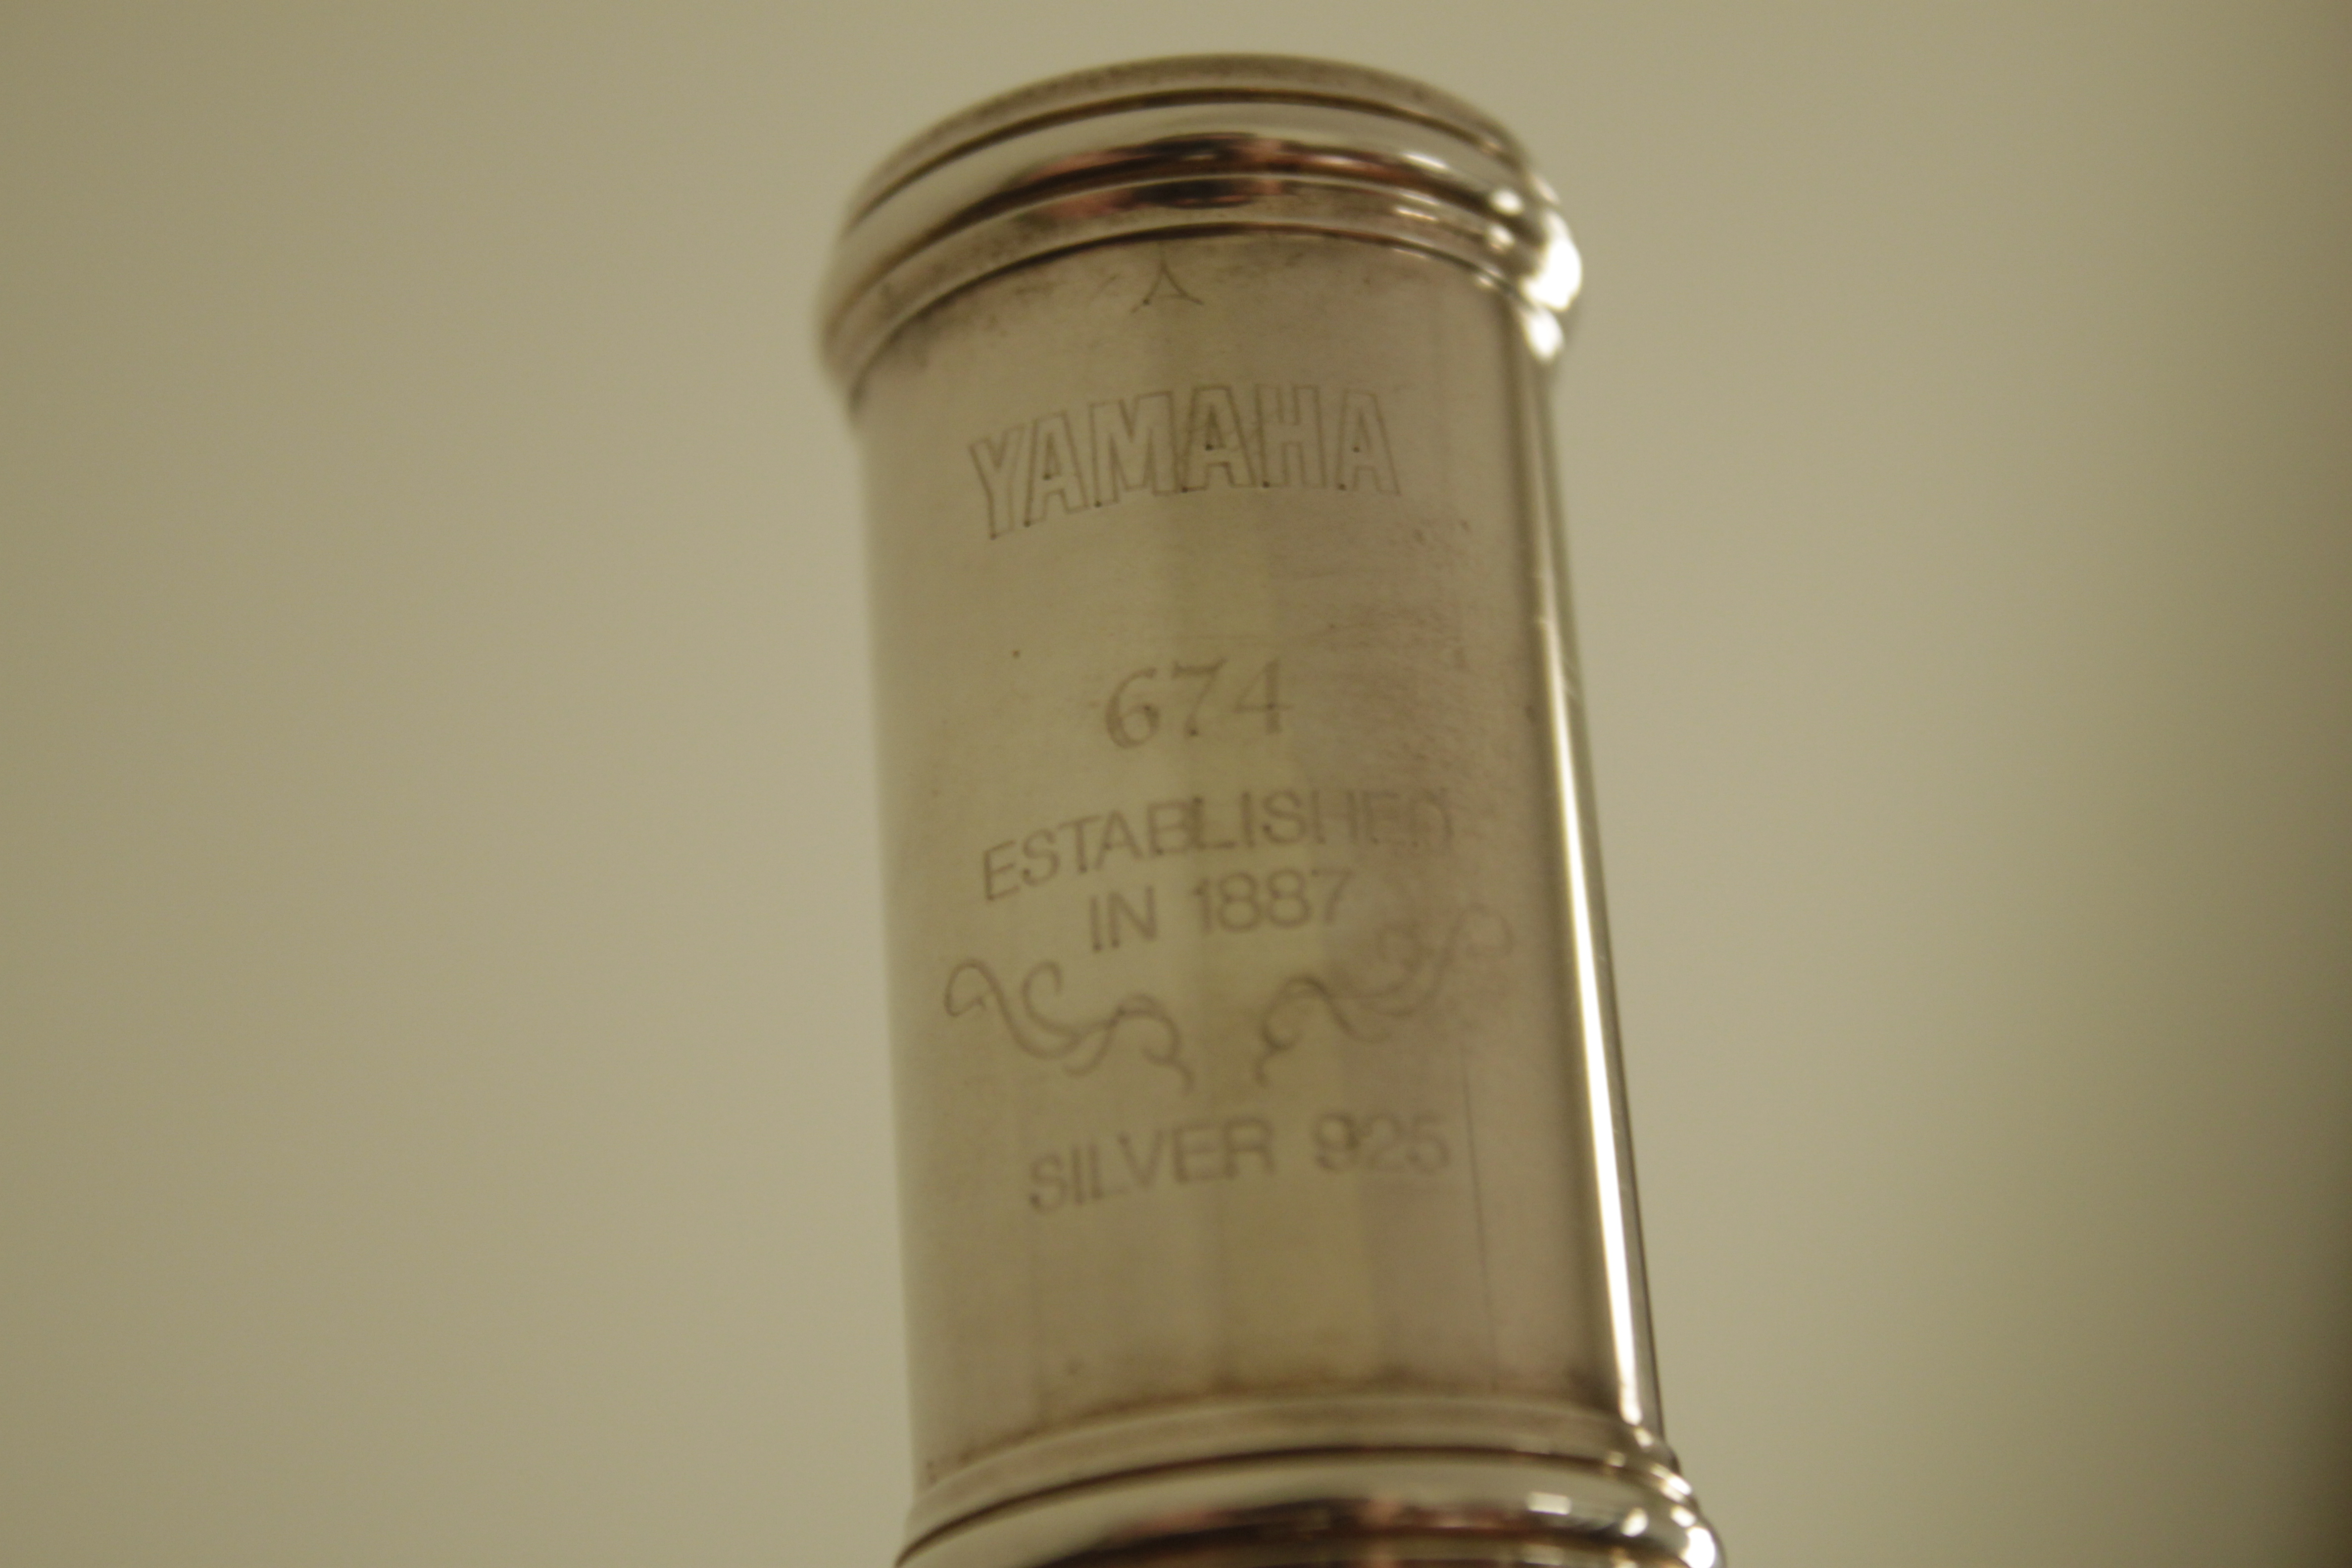 YAMAHA
674
ESTABLISHED
IN 1887
SILVER 925